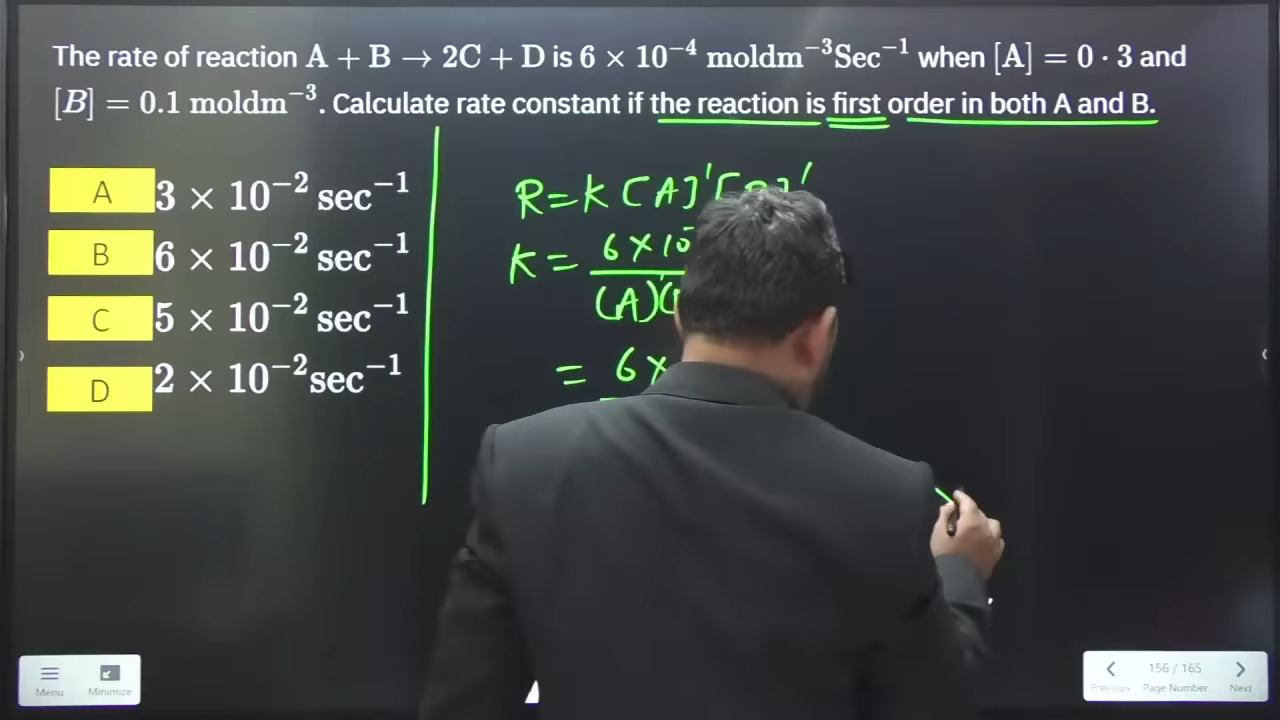 The rate of reaction A + B → 2C + D is 6 × 10⁻⁴ moldm⁻³Sec⁻¹ when [A] = 0 · 3 and
[B] = 0.1 moldm⁻³. Calculate rate constant if the reaction is first order in both A and B.
A 3 × 10⁻² sec⁻¹
B 6 × 10⁻² sec⁻¹
C 5 × 10⁻² sec⁻¹
D 2 × 10⁻²sec⁻¹
R = K [A]' [
K = 6 × 10
(A)'(
= 6 ×
Menu
Minimize
Previous
156 / 165
Page Number
Next